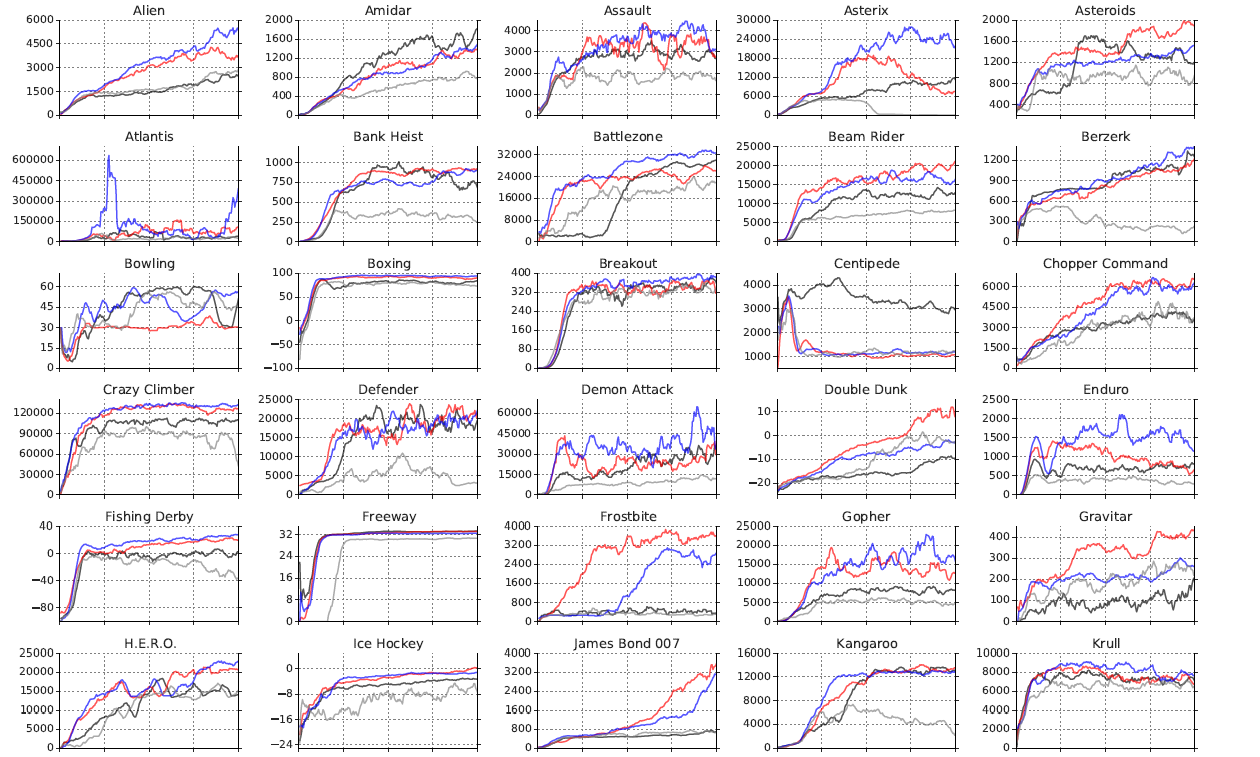 Alien Amidar Assault Asterix Asteroids
6000 2000 30000 2000
4500 1600 4000 24000 1600
3000 1200 3000 18000 1200
1500 800 2000 12000 800
0 400 1000 6000 400
0 0 0
Atlantis Bank Heist Battlezone Beam Rider Berzerk
600000 1000 32000 25000 1200
450000 750 24000 20000 900
300000 500 16000 15000 600
150000 250 8000 10000 300
0 0 0 5000 0
0
Bowling Boxing Breakout Centipede Chopper Command
60 100 400 4000 6000
45 50 320 3000 4500
30 0 240 2000 3000
15 −50 160 1000 1500
0 −100 80 0
0
Crazy Climber Defender Demon Attack Double Dunk Enduro
120000 25000 60000 10 2500
90000 20000 45000 0 2000
60000 15000 30000 −10 1500
30000 10000 15000 −20 1000
0 5000 0 500
0 0
Fishing Derby Freeway Frostbite Gopher Gravitar
40 32 4000 25000 400
0 24 3200 20000 300
−40 16 2400 15000 200
−80 8 1600 10000 100
0 800 5000 0
0 0
H.E.R.O. Ice Hockey James Bond 007 Kangaroo Krull
25000 0 4000 16000 10000
20000 −8 3200 12000 8000
15000 −16 2400 8000 6000
10000 −24 1600 4000 4000
5000 800 0 2000
0 0 0